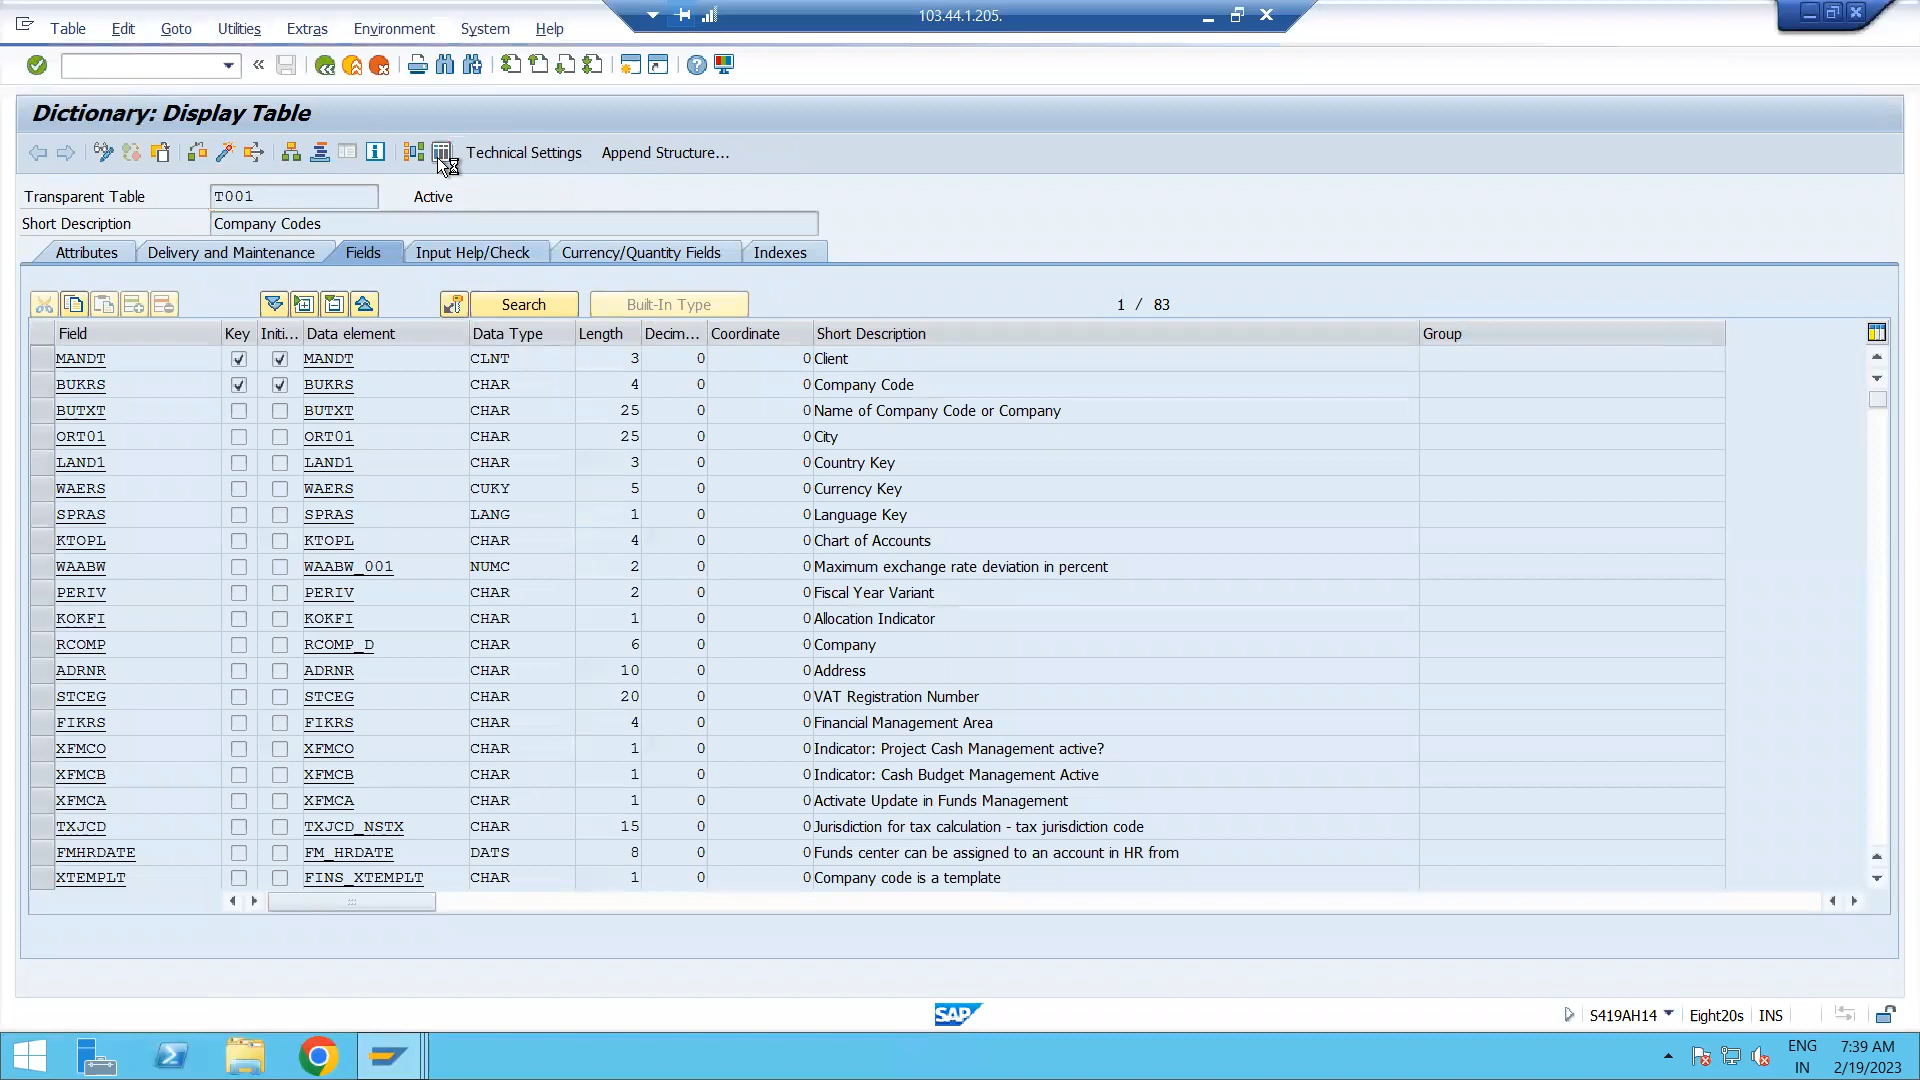 103.44.1.205.
Table Edit Goto Utilities Extras Environment System Help
Dictionary: Display Table
Technical Settings Append Structure...
Transparent Table T001 Active
Short Description Company Codes
Attributes Delivery and Maintenance Fields Input Help/Check Currency/Quantity Fields Indexes
Search Built-In Type 1 / 83
Field Key Initi... Data element Data Type Length Decim... Coordinate Short Description Group
MANDT MANDT CLNT 3 0 0 Client
BUKRS BUKRS CHAR 4 0 0 Company Code
BUTXT BUTXT CHAR 25 0 0 Name of Company Code or Company
ORT01 ORT01 CHAR 25 0 0 City
LAND1 LAND1 CHAR 3 0 0 Country Key
WAERS WAERS CUKY 5 0 0 Currency Key
SPRAS SPRAS LANG 1 0 0 Language Key
KTOPL KTOPL CHAR 4 0 0 Chart of Accounts
WAABW WAABW_001 NUMC 2 0 0 Maximum exchange rate deviation in percent
PERIV PERIV CHAR 2 0 0 Fiscal Year Variant
KOKFI KOKFI CHAR 1 0 0 Allocation Indicator
RCOMP RCOMP_D CHAR 6 0 0 Company
ADRNR ADRNR CHAR 10 0 0 Address
STCEG STCEG CHAR 20 0 0 VAT Registration Number
FIKRS FIKRS CHAR 4 0 0 Financial Management Area
XFMCO XFMCO CHAR 1 0 0 Indicator: Project Cash Management active?
XFMCB XFMCB CHAR 1 0 0 Indicator: Cash Budget Management Active
XFMCA XFMCA CHAR 1 0 0 Activate Update in Funds Management
TXJCD TXJCD_NSTX CHAR 15 0 0 Jurisdiction for tax calculation - tax jurisdiction code
FMHRDATE FM_HRDATE DATS 8 0 0 Funds center can be assigned to an account in HR from
XTEMPLT FINS_XTEMPLT CHAR 1 0 0 Company code is a template
SAP S419AH14 Eight20s INS
ENG 7:39 AM
IN 2/19/2023